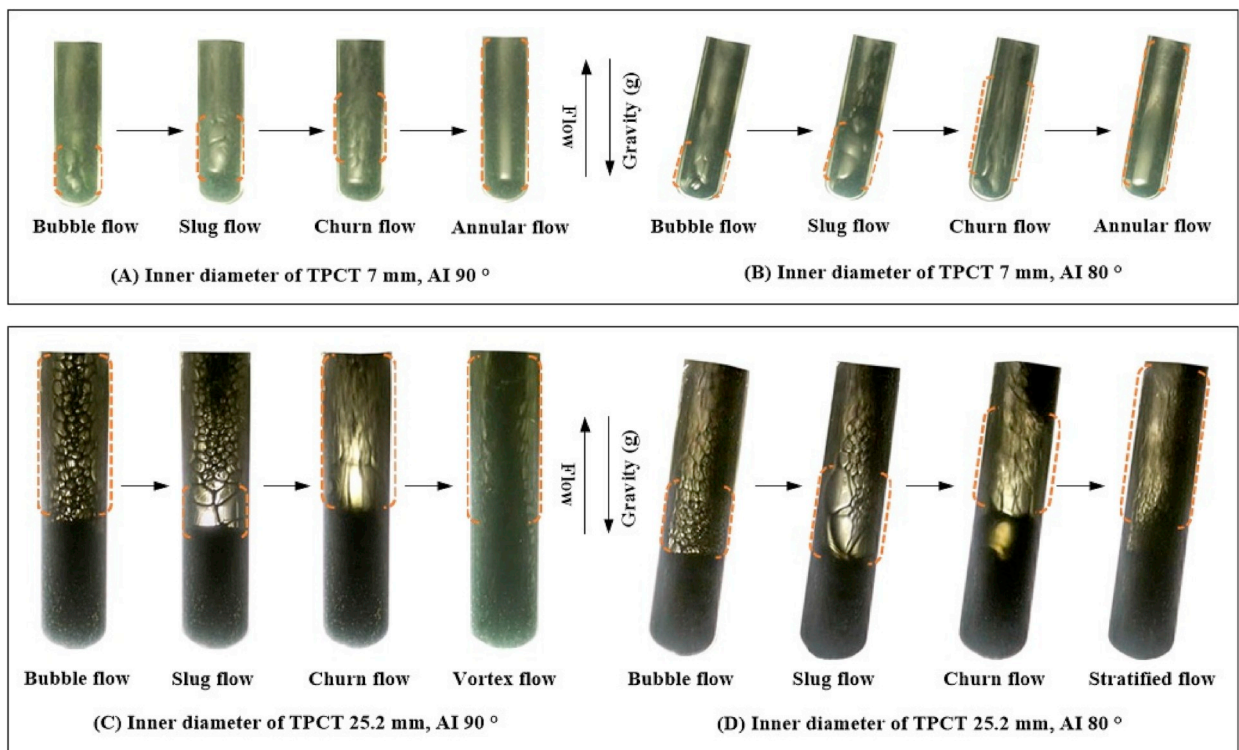 Flow
Gravity (g)
Bubble flow Slug flow Churn flow Annular flow
Bubble flow Slug flow Churn flow Annular flow
(A) Inner diameter of TPCT 7 mm, AI 90 °
(B) Inner diameter of TPCT 7 mm, AI 80 °
Flow
Gravity (g)
Bubble flow Slug flow Churn flow Vortex flow
Bubble flow Slug flow Churn flow Stratified flow
(C) Inner diameter of TPCT 25.2 mm, AI 90 °
(D) Inner diameter of TPCT 25.2 mm, AI 80 °